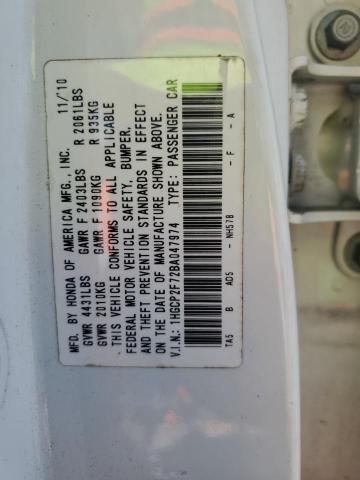 MFD. BY HONDA OF AMERICA MFG.,INC. 11/'10
GVWR 4431LBS GAWR F 2403LBS R 2061LBS
GVWR 2010KG GAWR F 1090KG R 935KG
THIS VEHICLE CONFORMS TO ALL APPLICABLE
FEDERAL MOTOR VEHICLE SAFETY, BUMPER,
AND THEFT PREVENTION STANDARDS IN EFFECT
ON THE DATE OF MANUFACTURE SHOWN ABOVE.
V.I.N.: 1HGCP2F72BA047974 TYPE: PASSENGER CAR
TA5 B AD5 - NH578 - F - A